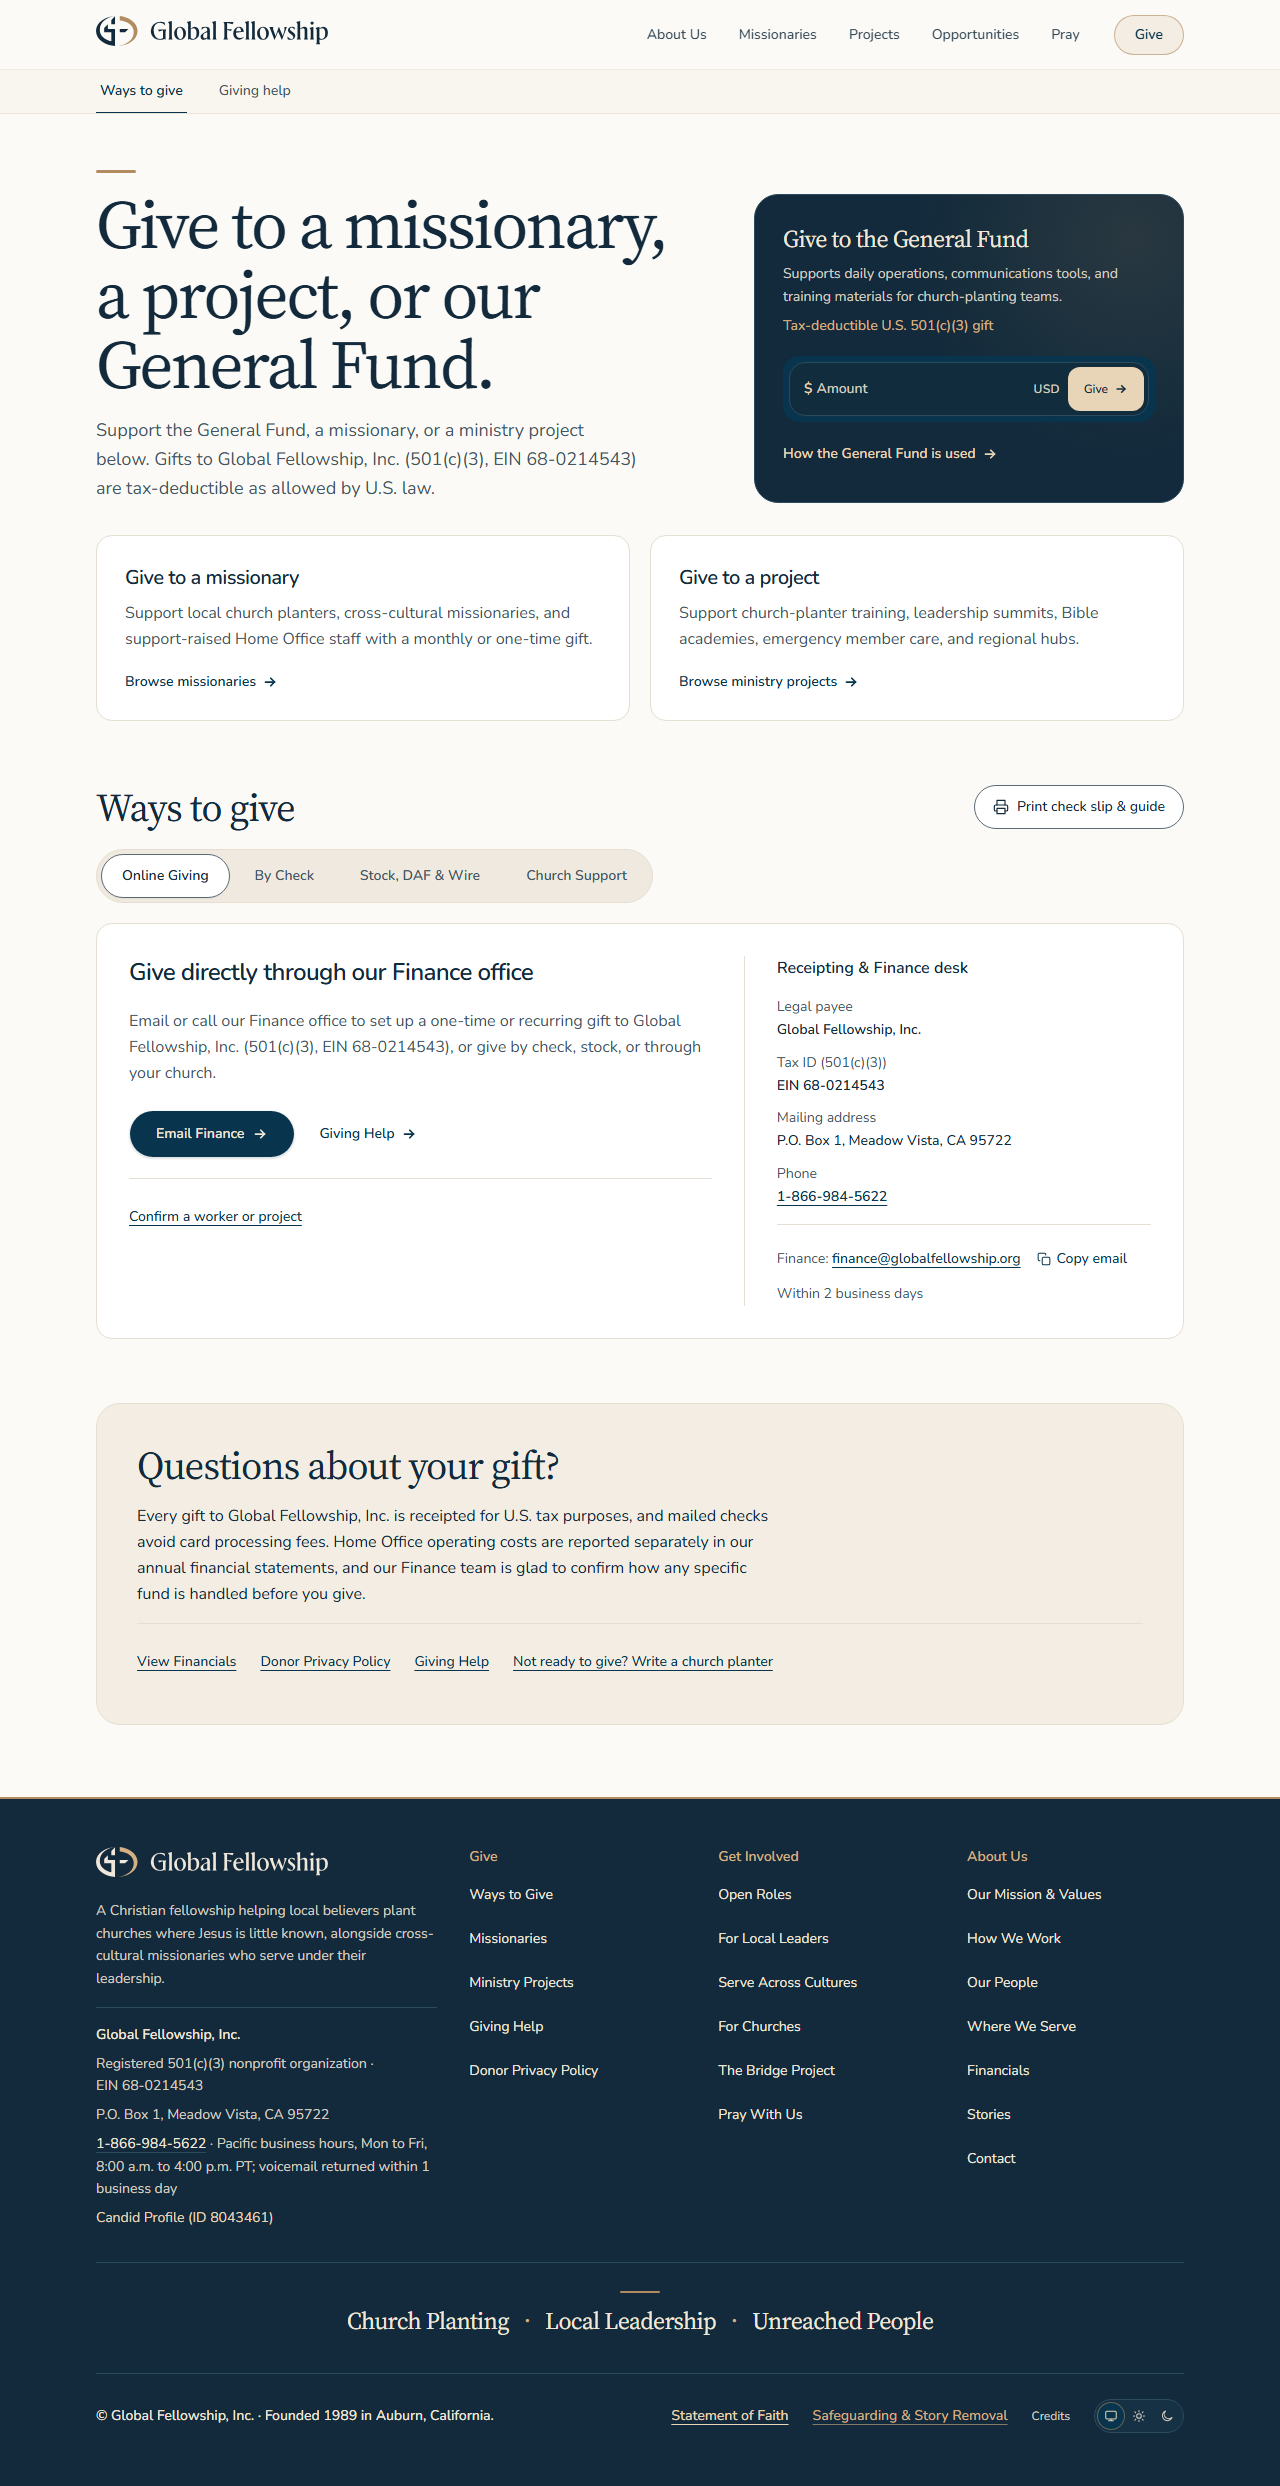 Global Fellowship
About Us
Missionaries
Projects
Opportunities
Pray
Give
Ways to give
Giving help
Give to a missionary,
a project, or our
General Fund.
Support the General Fund, a missionary, or a ministry project
below. Gifts to Global Fellowship, Inc. (501(c)(3), EIN 68-0214543)
are tax-deductible as allowed by U.S. law.
Give to the General Fund
Supports daily operations, communications tools, and
training materials for church-planting teams.
Tax-deductible U.S. 501(c)(3) gift
$ Amount
USD
Give →
How the General Fund is used →
Give to a missionary
Support local church planters, cross-cultural missionaries, and
support-raised Home Office staff with a monthly or one-time gift.
Browse missionaries →
Give to a project
Support church-planter training, leadership summits, Bible
academies, emergency member care, and regional hubs.
Browse ministry projects →
Ways to give
Print check slip & guide
Online Giving
By Check
Stock, DAF & Wire
Church Support
Give directly through our Finance office
Email or call our Finance office to set up a one-time or recurring gift to Global
Fellowship, Inc. (501(c)(3), EIN 68-0214543), or give by check, stock, or through
your church.
Email Finance →
Giving Help →
Confirm a worker or project
Receipting & Finance desk
Legal payee
Global Fellowship, Inc.
Tax ID (501(c)(3))
EIN 68-0214543
Mailing address
P.O. Box 1, Meadow Vista, CA 95722
Phone
1-866-984-5622
Finance: finance@globalfellowship.org
Copy email
Within 2 business days
Questions about your gift?
Every gift to Global Fellowship, Inc. is receipted for U.S. tax purposes, and mailed checks
avoid card processing fees. Home Office operating costs are reported separately in our
annual financial statements, and our Finance team is glad to confirm how any specific
fund is handled before you give.
View Financials
Donor Privacy Policy
Giving Help
Not ready to give? Write a church planter
Global Fellowship
A Christian fellowship helping local believers plant
churches where Jesus is little known, alongside cross-
cultural missionaries who serve under their
leadership.
Global Fellowship, Inc.
Registered 501(c)(3) nonprofit organization ·
EIN 68-0214543
P.O. Box 1, Meadow Vista, CA 95722
1-866-984-5622 · Pacific business hours, Mon to Fri,
8:00 a.m. to 4:00 p.m. PT; voicemail returned within 1
business day
Candid Profile (ID 8043461)
Give
Ways to Give
Missionaries
Ministry Projects
Giving Help
Donor Privacy Policy
Get Involved
Open Roles
For Local Leaders
Serve Across Cultures
For Churches
The Bridge Project
Pray With Us
About Us
Our Mission & Values
How We Work
Our People
Where We Serve
Financials
Stories
Contact
Church Planting · Local Leadership · Unreached People
© Global Fellowship, Inc. · Founded 1989 in Auburn, California.
Statement of Faith
Safeguarding & Story Removal
Credits